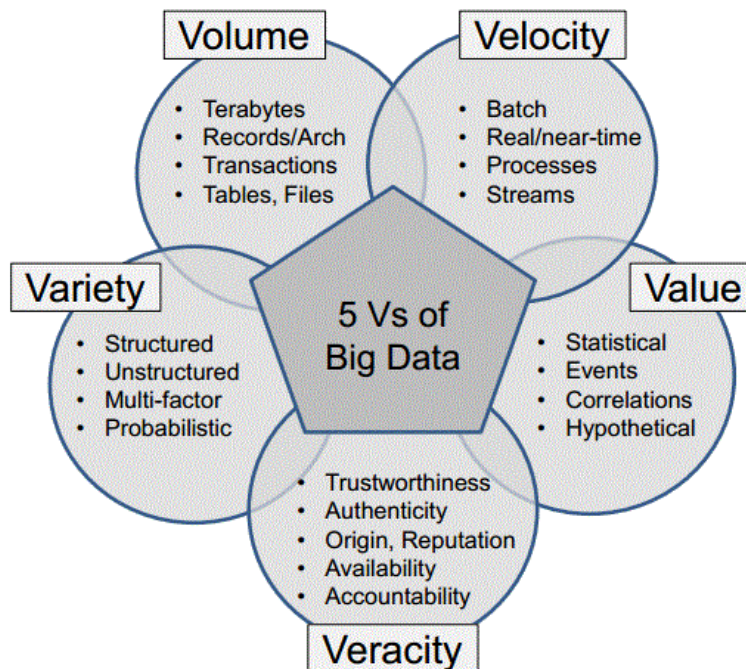 Volume
• Terabytes
• Records/Arch
• Transactions
• Tables, Files
Velocity
• Batch
• Real/near-time
• Processes
• Streams
Variety
• Structured
• Unstructured
• Multi-factor
• Probabilistic
5 Vs of
Big Data
Value
• Statistical
• Events
• Correlations
• Hypothetical
• Trustworthiness
• Authenticity
• Origin, Reputation
• Availability
• Accountability
Veracity